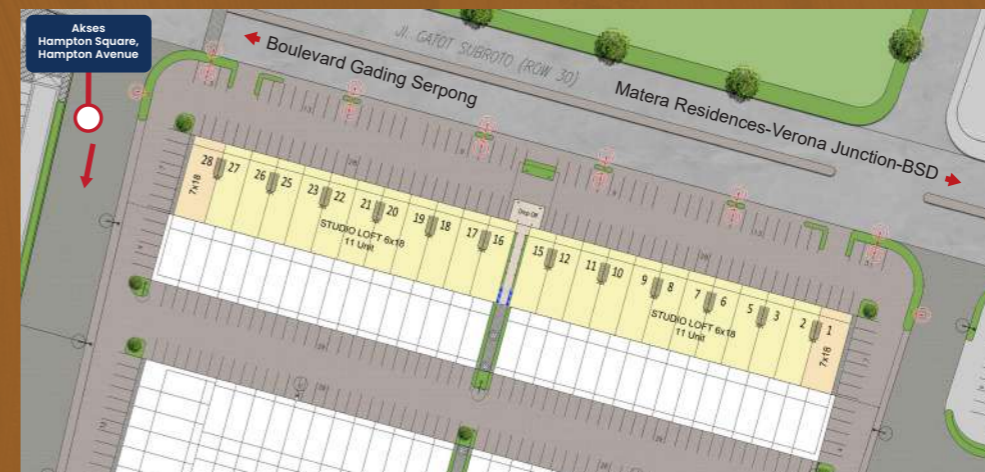 Akses
Hampton Square,
Hampton Avenue
Boulevard Gading Serpong
Jl. GATOT SUBROTO (ROW 30)
Matera Residences-Verona Junction-BSD
28 27 26 25 23 22 21 20 19 18 17 16
7x18
STUDIO LOFT 6x18
11 Unit
Drop Off
15 12 11 10 9 8 7 6 5 3 2 1
STUDIO LOFT 6x18
11 Unit
7x18